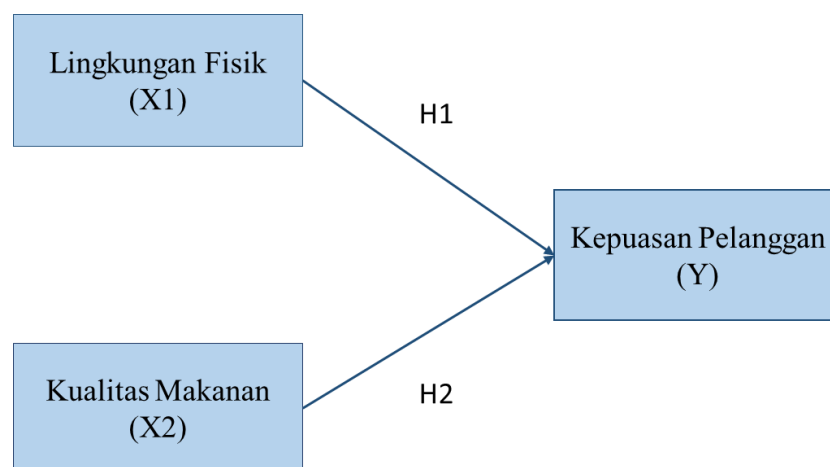 Lingkungan Fisik
(X1)
H1
Kepuasan Pelanggan
(Y)
Kualitas Makanan
(X2)
H2